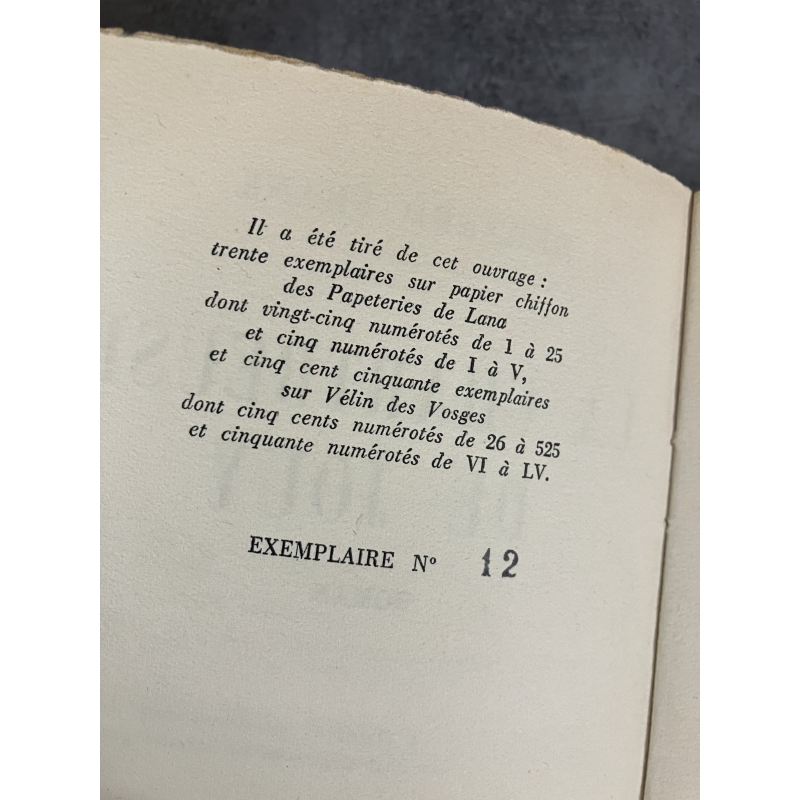 Il a été tiré de cet ouvrage :
trente exemplaires sur papier chiffon
des Papeteries de Lana
dont vingt-cinq numérotés de 1 à 25
et cinq numérotés de I à V,
et cinq cent cinquante exemplaires
sur Vélin des Vosges
dont cinq cents numérotés de 26 à 525
et cinquante numérotés de VI à LV.
EXEMPLAIRE Nº 12